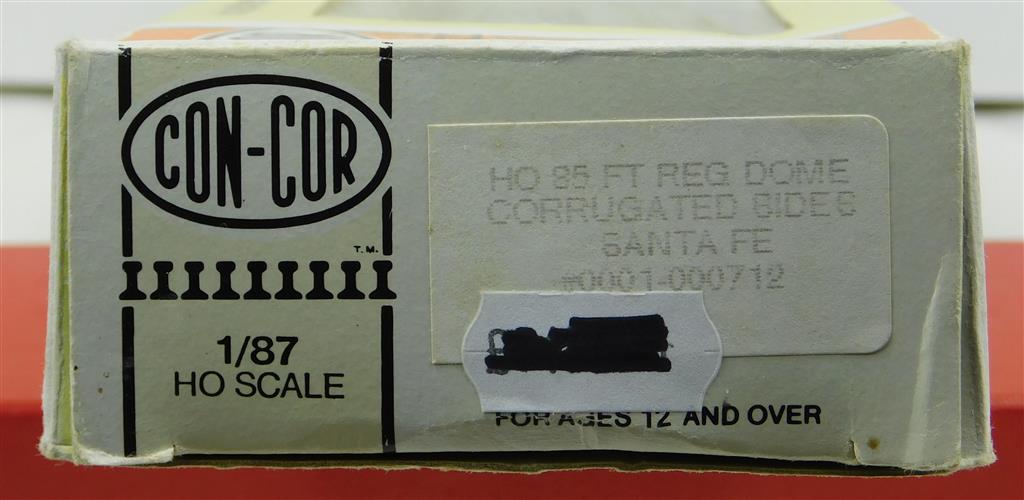 CON-COR
T.M.
1/87
HO SCALE
HO 85 FT REG DOME
CORRUGATED SIDES
SANTA FE
#0001-000712
FOR AGES 12 AND OVER